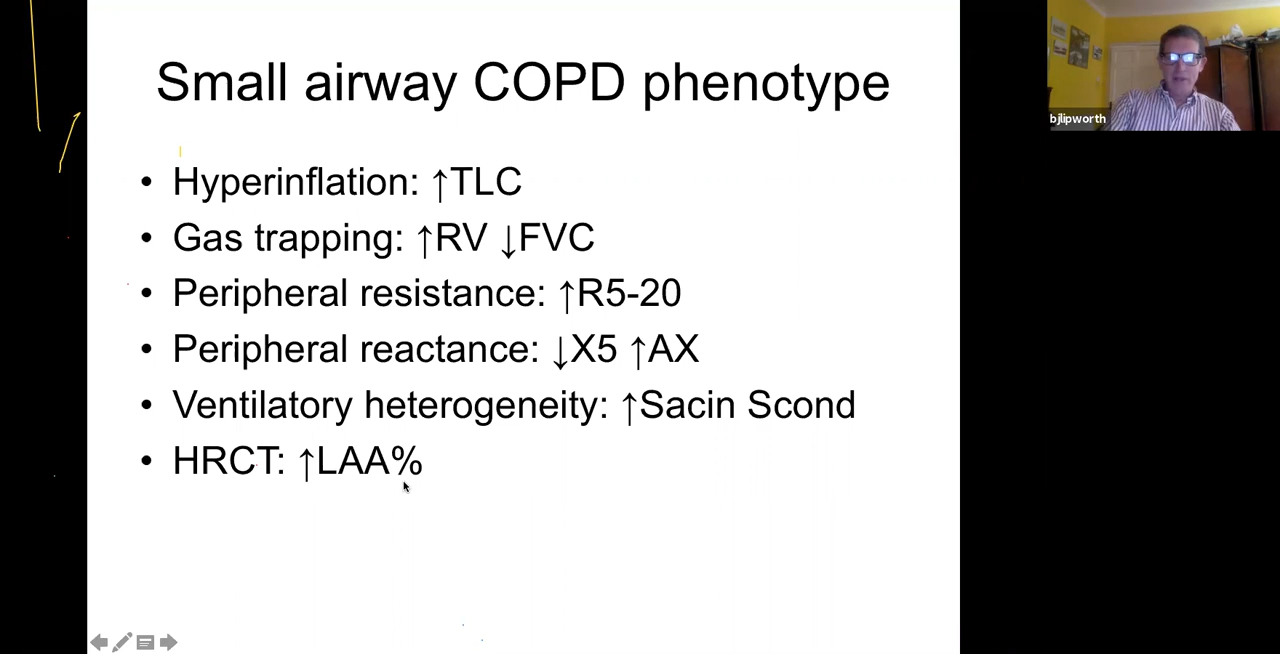 Small airway COPD phenotype
• Hyperinflation: ↑TLC
• Gas trapping: ↑RV ↓FVC
• Peripheral resistance: ↑R5-20
• Peripheral reactance: ↓X5 ↑AX
• Ventilatory heterogeneity: ↑Sacin Scond
• HRCT: ↑LAA%
bjlipworth